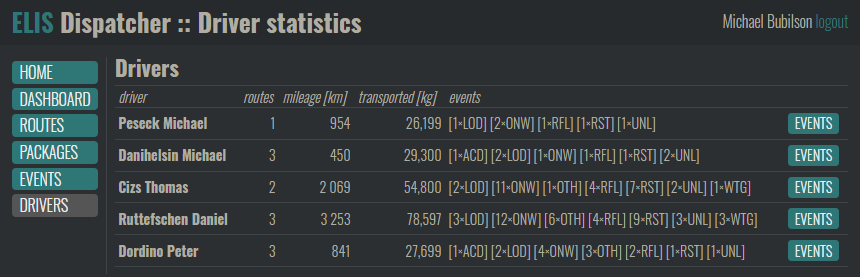 ELIS Dispatcher :: Driver statistics
Michael Bubilson logout
HOME
DASHBOARD
ROUTES
PACKAGES
EVENTS
DRIVERS
Drivers
driver routes mileage [km] transported [kg] events
Peseck Michael 1 954 26,199 [1×LOD] [2×ONW] [1×RFL] [1×RST] [1×UNL] EVENTS
Danihelsin Michael 3 450 29,300 [1×ACD] [2×LOD] [1×ONW] [1×RFL] [1×RST] [2×UNL] EVENTS
Cizs Thomas 2 2 069 54,800 [2×LOD] [11×ONW] [1×OTH] [4×RFL] [7×RST] [2×UNL] [1×WTG] EVENTS
Ruttefschen Daniel 3 3 253 78,597 [3×LOD] [12×ONW] [6×OTH] [4×RFL] [9×RST] [3×UNL] [3×WTG] EVENTS
Dordino Peter 3 841 27,699 [1×ACD] [2×LOD] [4×ONW] [3×OTH] [2×RFL] [1×RST] [1×UNL] EVENTS